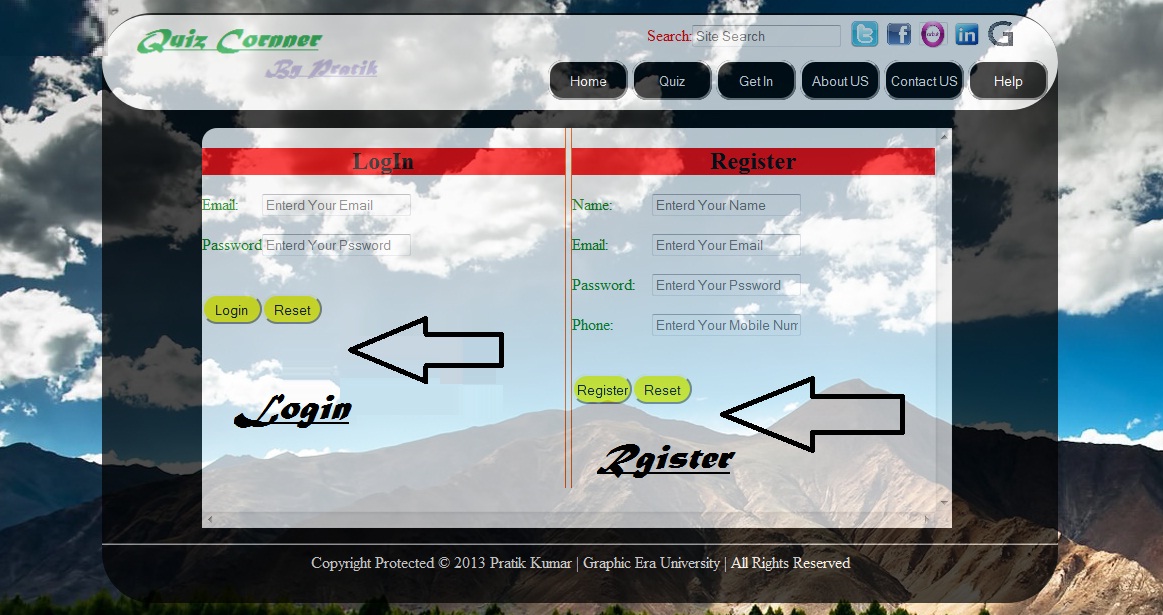 Quiz Cornner
By Pratik
Search: Site Search
Home Quiz Get In About US Contact US Help
LogIn
Email: Enterd Your Email
Password Enterd Your Pssword
Login Reset
Login
Register
Name: Enterd Your Name
Email: Enterd Your Email
Password: Enterd Your Pssword
Phone: Enterd Your Mobile Num
Register Reset
Rgister
Copyright Protected © 2013 Pratik Kumar | Graphic Era University | All Rights Reserved